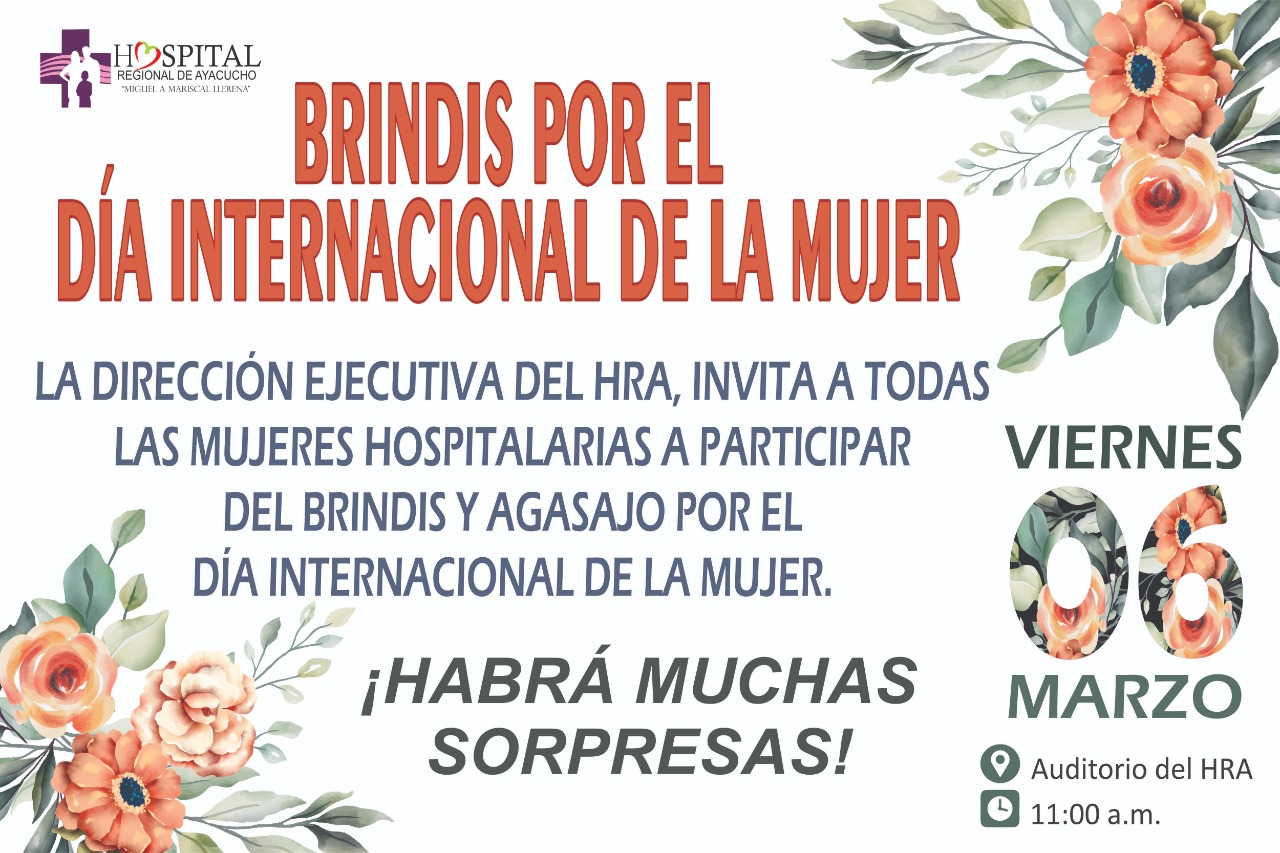 HOSPITAL
REGIONAL DE AYACUCHO
"MIGUEL A MARISCAL LLERENA"
BRINDIS POR EL
DÍA INTERNACIONAL DE LA MUJER
LA DIRECCIÓN EJECUTIVA DEL HRA, INVITA A TODAS
LAS MUJERES HOSPITALARIAS A PARTICIPAR
DEL BRINDIS Y AGASAJO POR EL
DÍA INTERNACIONAL DE LA MUJER.
¡HABRÁ MUCHAS
SORPRESAS!
VIERNES
06
MARZO
Auditorio del HRA
11:00 a.m.